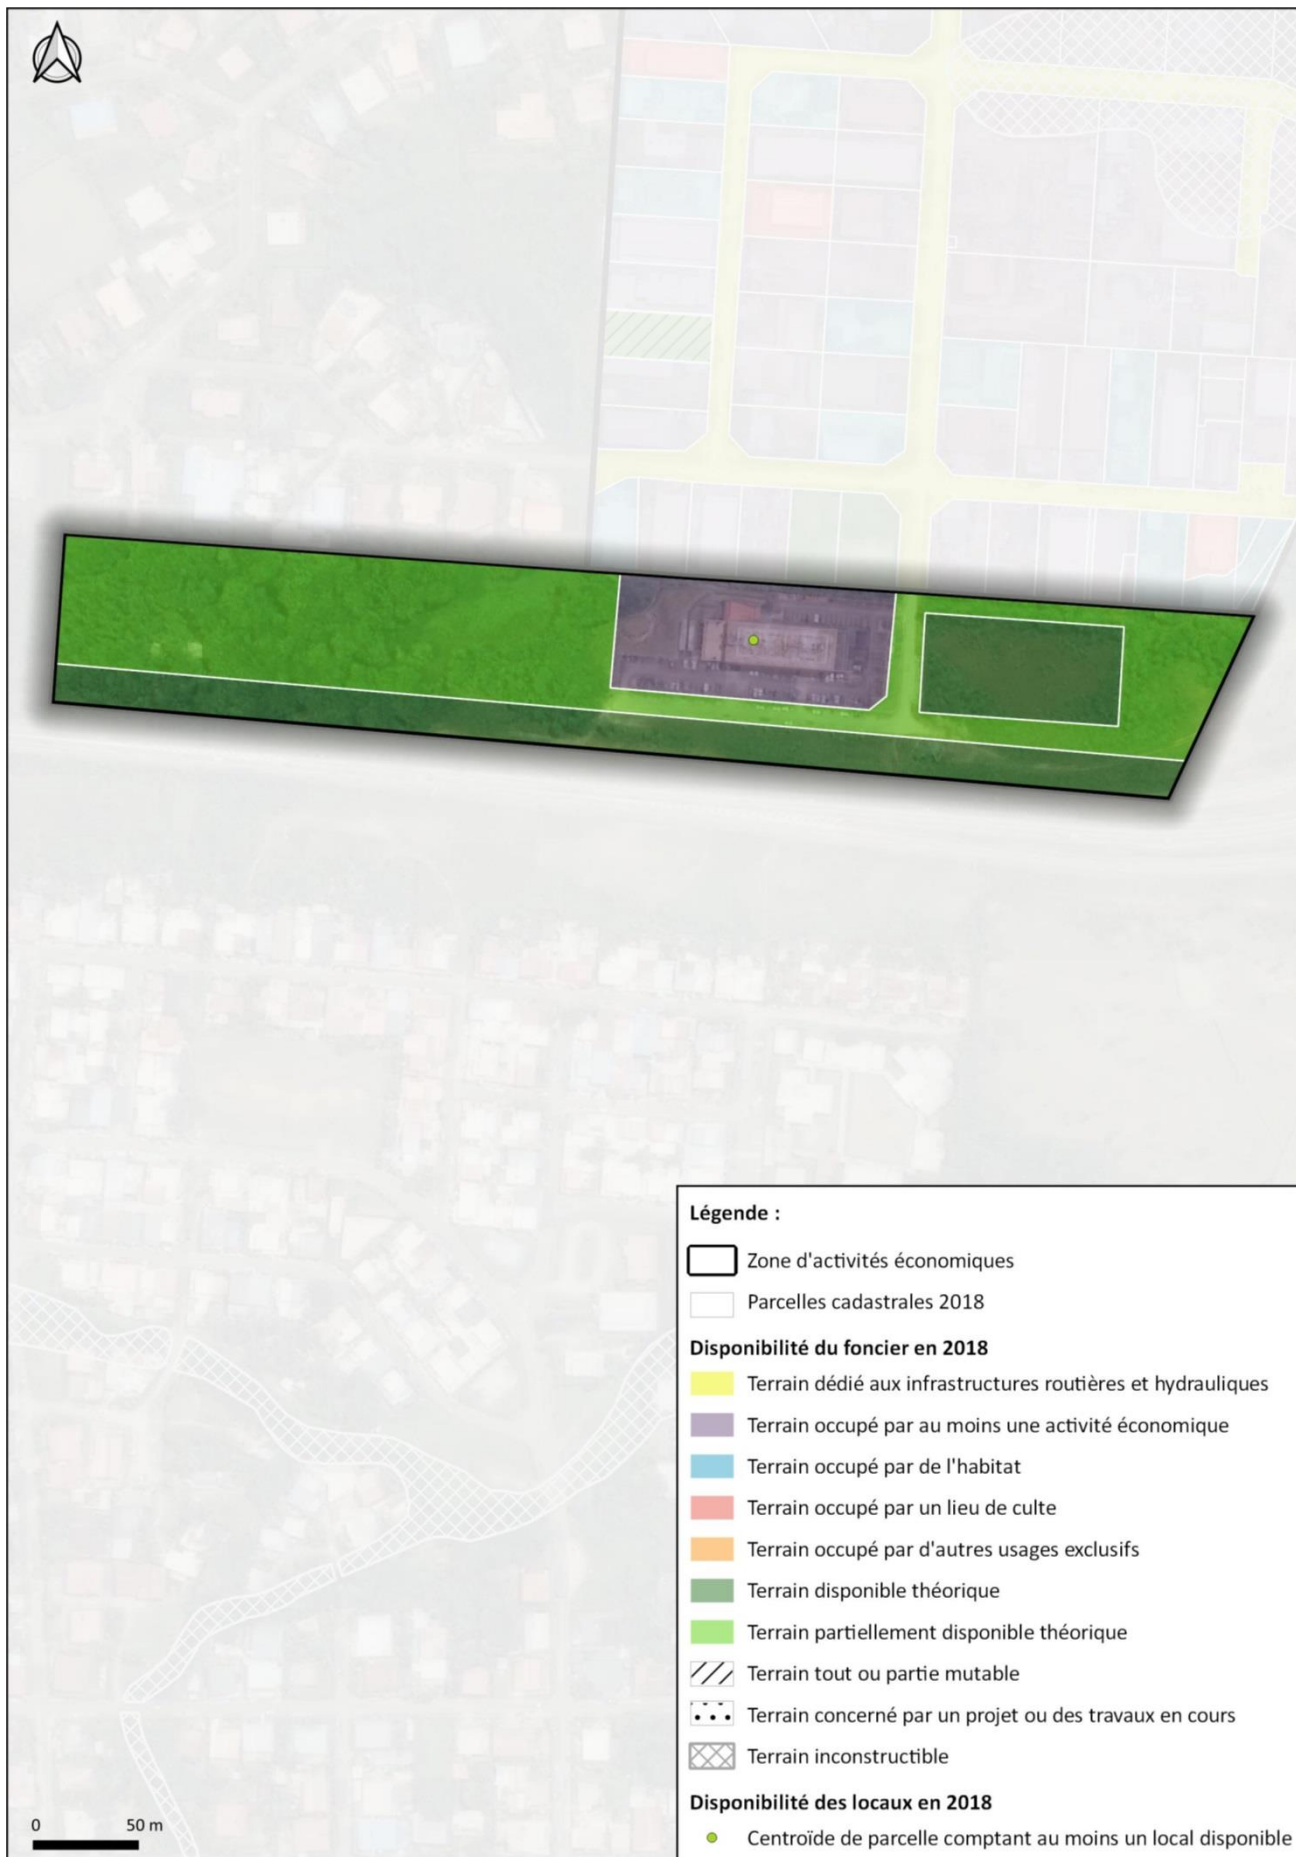 Légende :
Zone d'activités économiques
Parcelles cadastrales 2018
Disponibilité du foncier en 2018
Terrain dédié aux infrastructures routières et hydrauliques
Terrain occupé par au moins une activité économique
Terrain occupé par de l'habitat
Terrain occupé par un lieu de culte
Terrain occupé par d'autres usages exclusifs
Terrain disponible théorique
Terrain partiellement disponible théorique
Terrain tout ou partie mutable
Terrain concerné par un projet ou des travaux en cours
Terrain inconstructible
Disponibilité des locaux en 2018
Centroïde de parcelle comptant au moins un local disponible
0 50 m